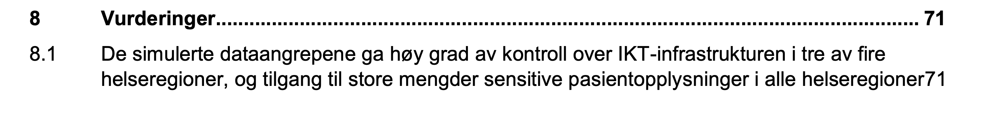 8 Vurderinger............................................................................................................................ 71
8.1 De simulerte dataangrepene ga høy grad av kontroll over IKT-infrastrukturen i tre av fire
helseregioner, og tilgang til store mengder sensitive pasientopplysninger i alle helseregioner71